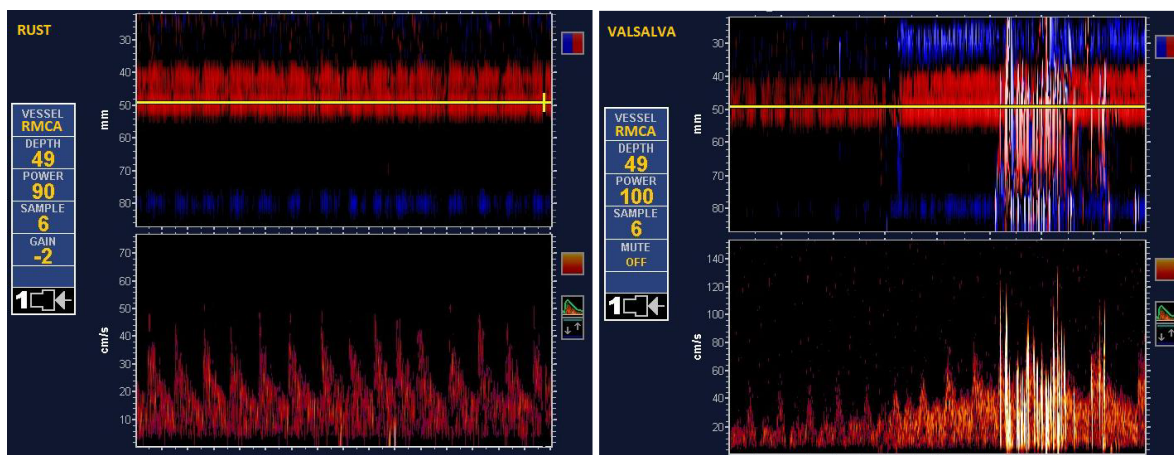 RUST
VESSEL
RMCA
DEPTH
49
POWER
90
SAMPLE
6
GAIN
-2
1
30
40
50
60
70
80
mm
70
60
50
40
30
20
10
cm/s
VALSALVA
VESSEL
RMCA
DEPTH
49
POWER
100
SAMPLE
6
MUTE
OFF
1
30
40
50
60
70
80
mm
140
120
100
80
60
40
20
cm/s